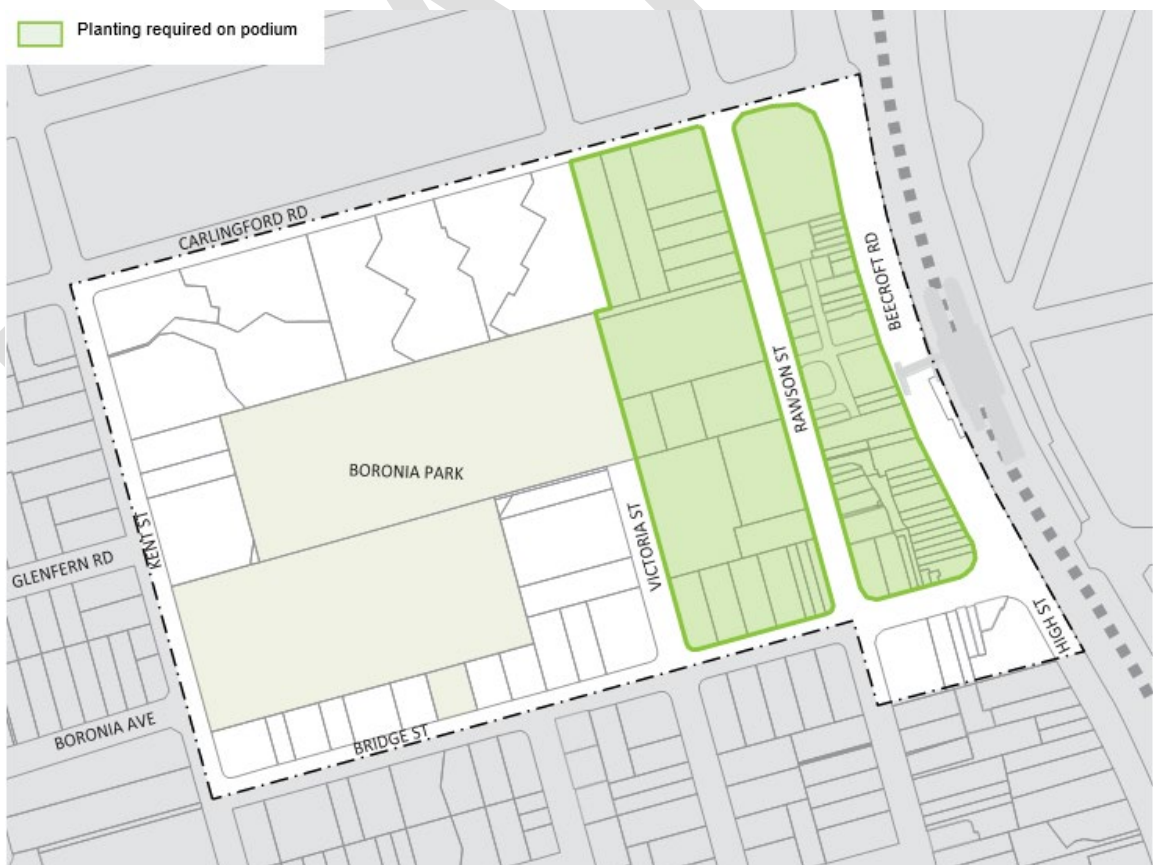 Planting required on podium
CARLINGFORD RD
BEECROFT RD
RAWSON ST
BORONIA PARK
VICTORIA ST
KENT ST
GLENFERN RD
HIGH ST
BORONIA AVE
BRIDGE ST